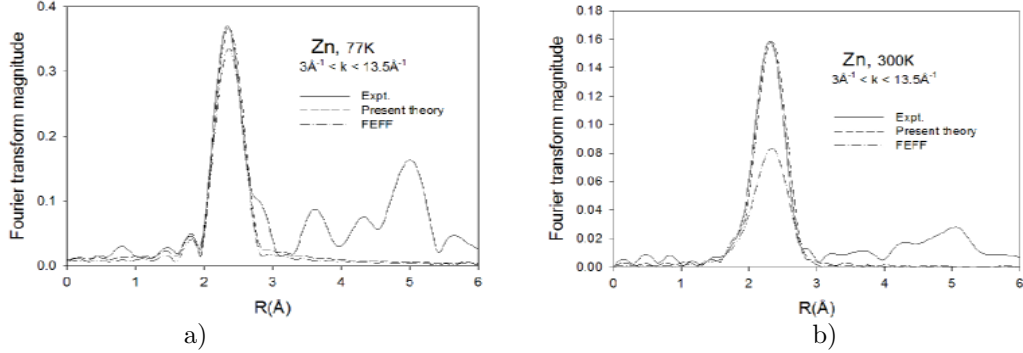 Fourier transform magnitude
0.4
0.3
0.2
0.1
0.0
Zn, 77K
3Å⁻¹ < k < 13.5Å⁻¹
Expt.
Present theory
FEFF
0 1 2 3 4 5 6
R(Å)
a)
Fourier transform magnitude
0.18
0.16
0.14
0.12
0.10
0.08
0.06
0.04
0.02
0.00
Zn, 300K
3Å⁻¹ < k < 13.5Å⁻¹
Expt.
Present theory
FEFF
0 1 2 3 4 5 6
R(Å)
b)